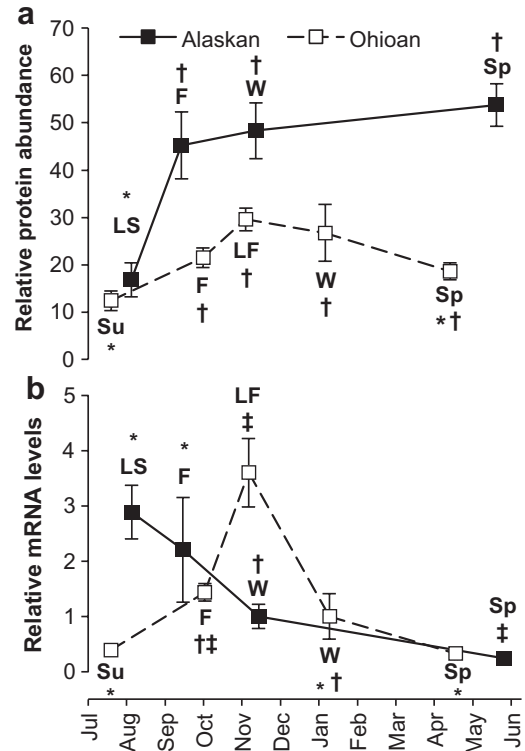 a
70
Alaskan Ohioan
60
50
40
30
20
10
0
Relative protein abundance
*
LS
†
F
†
W
†
Sp
Su
*
F
†
LF
†
W
†
Sp
*†
b
5
4
3
2
1
0
Relative mRNA levels
*
LS
*
F
LF
‡
†
W
Sp
‡
Su
*
F
†‡
W
*†
Sp
*
Jul Aug Sep Oct Nov Dec Jan Feb Mar Apr May Jun